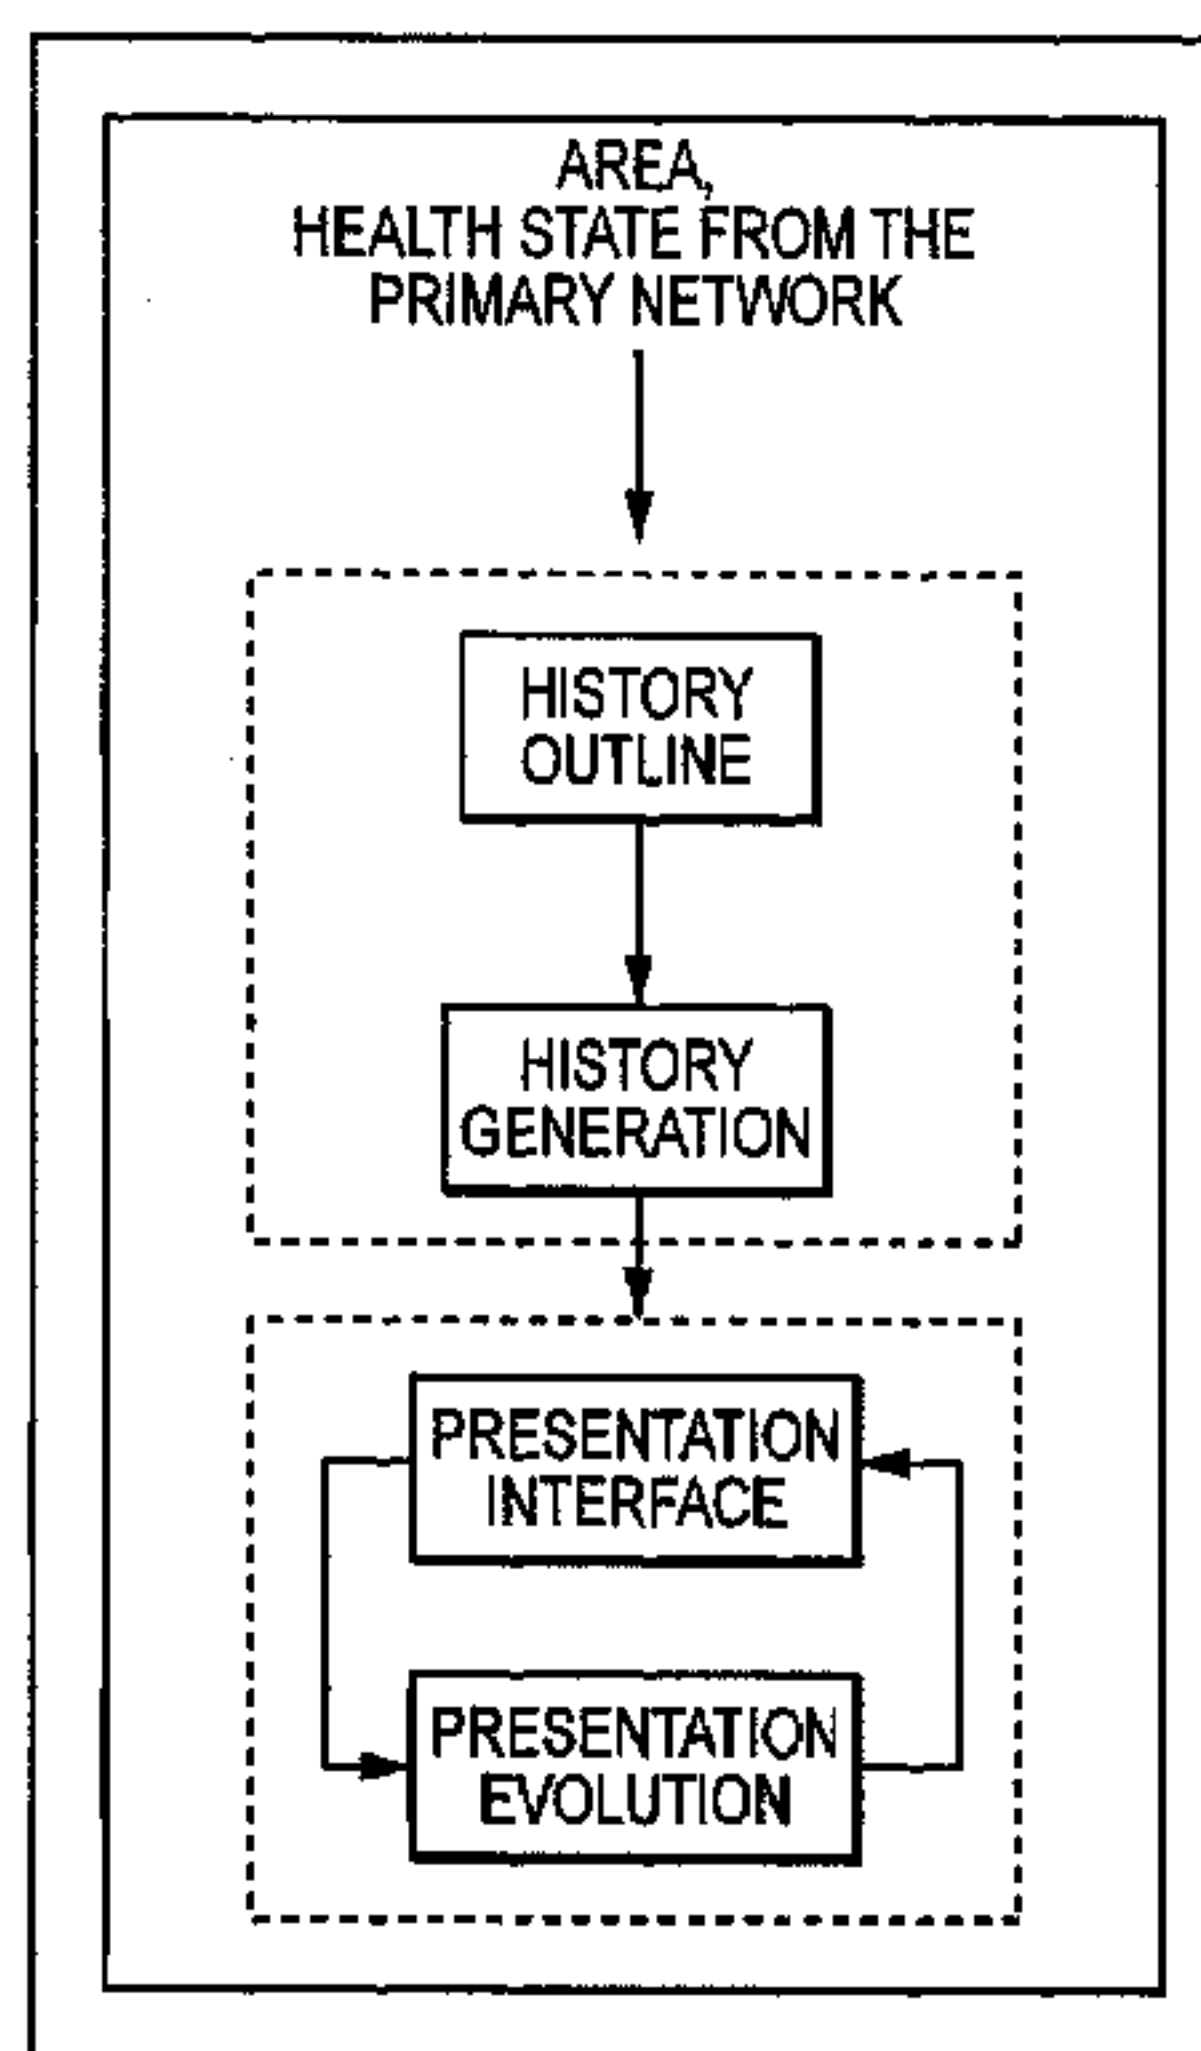 AREA,
HEALTH STATE FROM THE
PRIMARY NETWORK
HISTORY
OUTLINE
HISTORY
GENERATION
PRESENTATION
INTERFACE
PRESENTATION
EVOLUTION